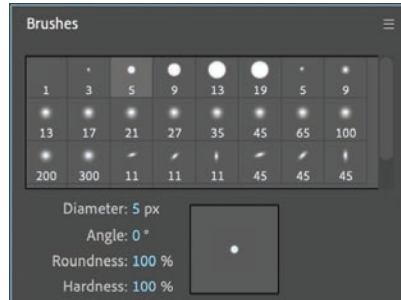 Brushes
1 3 5 9 13 19 5 9
13 17 21 27 35 45 65 100
200 300 11 11 11 45 45 45
Diameter: 5 px
Angle: 0 °
Roundness: 100 %
Hardness: 100 %